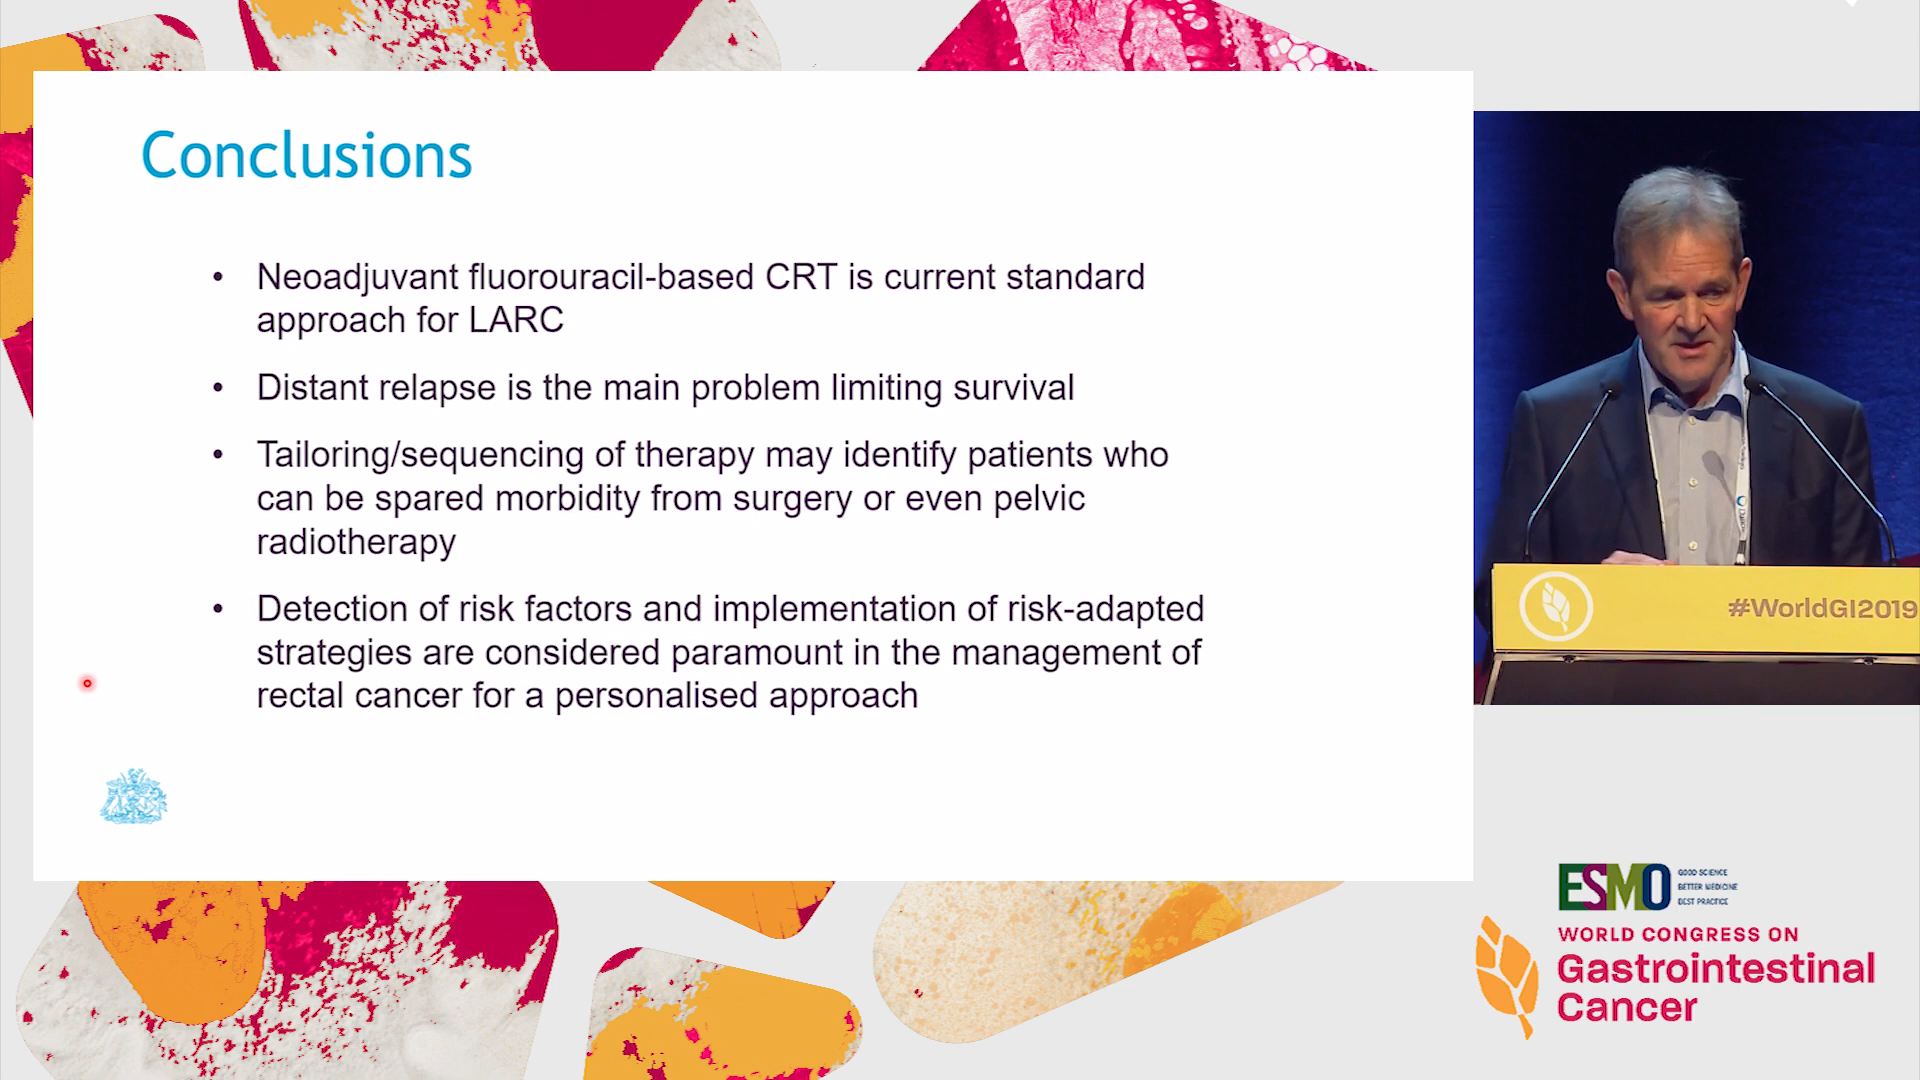 Conclusions
• Neoadjuvant fluorouracil-based CRT is current standard
approach for LARC
• Distant relapse is the main problem limiting survival
• Tailoring/sequencing of therapy may identify patients who
can be spared morbidity from surgery or even pelvic
radiotherapy
• Detection of risk factors and implementation of risk-adapted
strategies are considered paramount in the management of
rectal cancer for a personalised approach
#WorldGI2019
ESMO
GOOD SCIENCE
BETTER MEDICINE
BEST PRACTICE
WORLD CONGRESS ON
Gastrointestinal
Cancer